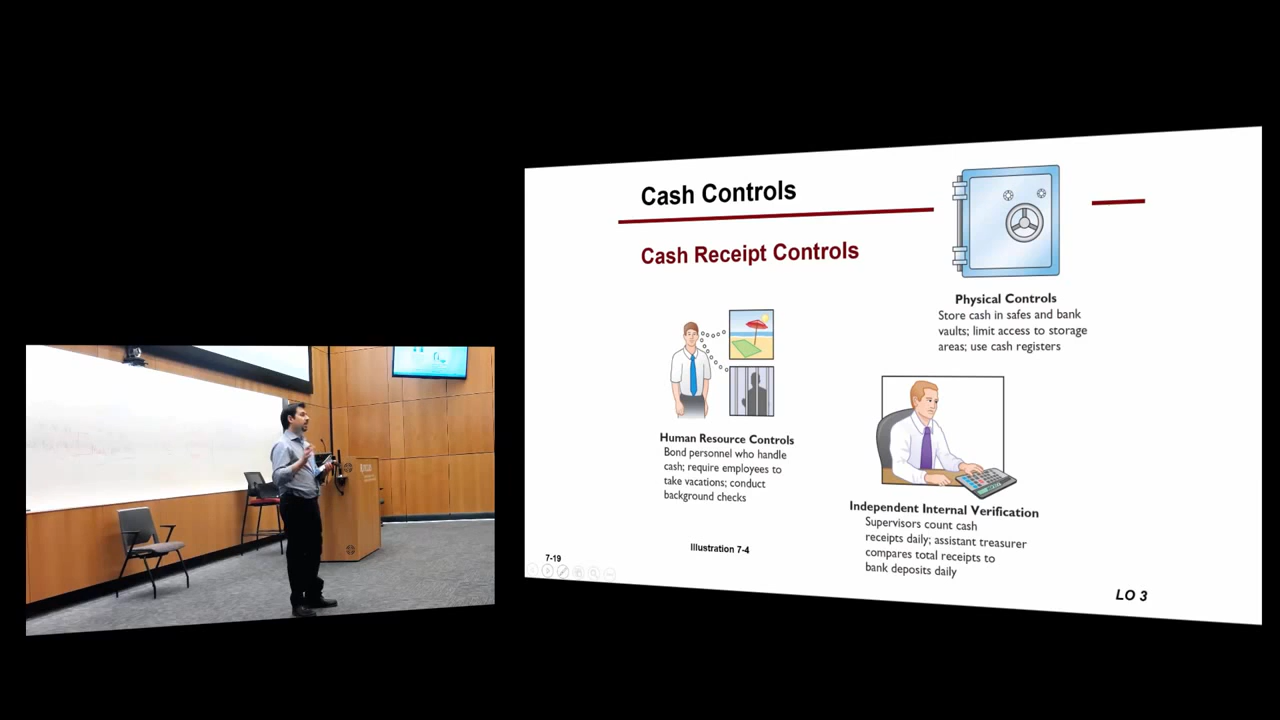 Cash Controls
Cash Receipt Controls
Physical Controls
Store cash in safes and bank
vaults; limit access to storage
areas; use cash registers
Human Resource Controls
Bond personnel who handle
cash; require employees to
take vacations; conduct
background checks
Independent Internal Verification
Supervisors count cash
receipts daily; assistant treasurer
compares total receipts to
bank deposits daily
Illustration 7-4
7-19
LO 3